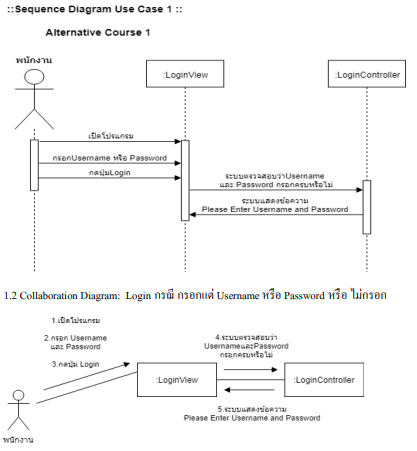 ::Sequence Diagram Use Case 1 ::
Alternative Course 1
พนักงาน
:LoginView
:LoginController
เปิดโปรแกรม
กรอกUsername หรือ Password
กดปุ่มLogin
ระบบตรวจสอบว่าUsername
และ Password กรอกครบหรือไม่
ระบบแสดงข้อความ
Please Enter Username and Password
1.2 Collaboration Diagram: Login กรณี กรอกแต่ Username หรือ Password หรือ ไม่กรอก
1.เปิดโปรแกรม
2.กรอก Username
และ Password
3.กดปุ่ม Login
4.ระบบตรวจสอบว่า
UsernameและPassword
กรอกครบหรือไม่
:LoginView
:LoginController
5.ระบบแสดงข้อความ
Please Enter Username and Password
พนักงาน